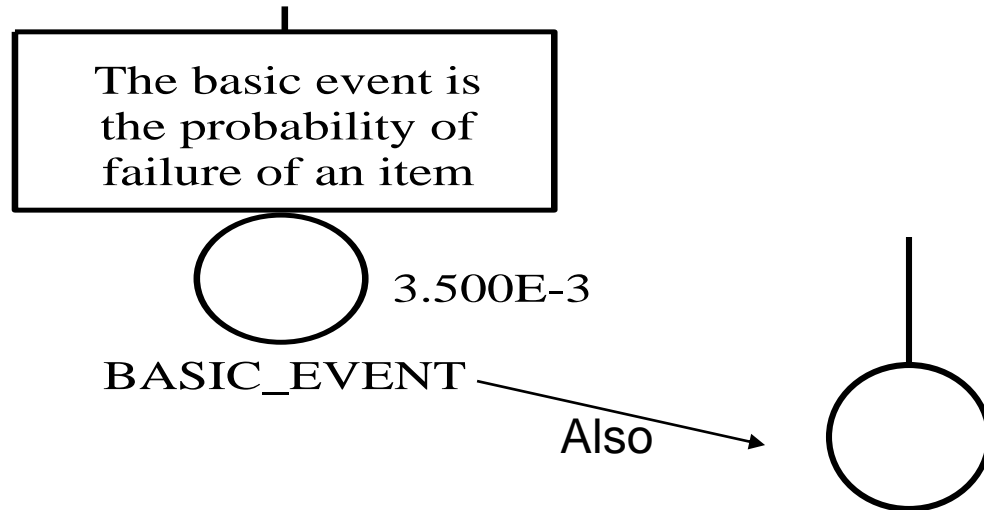 The basic event is
the probability of
failure of an item
3.500E-3
BASIC_EVENT
Also